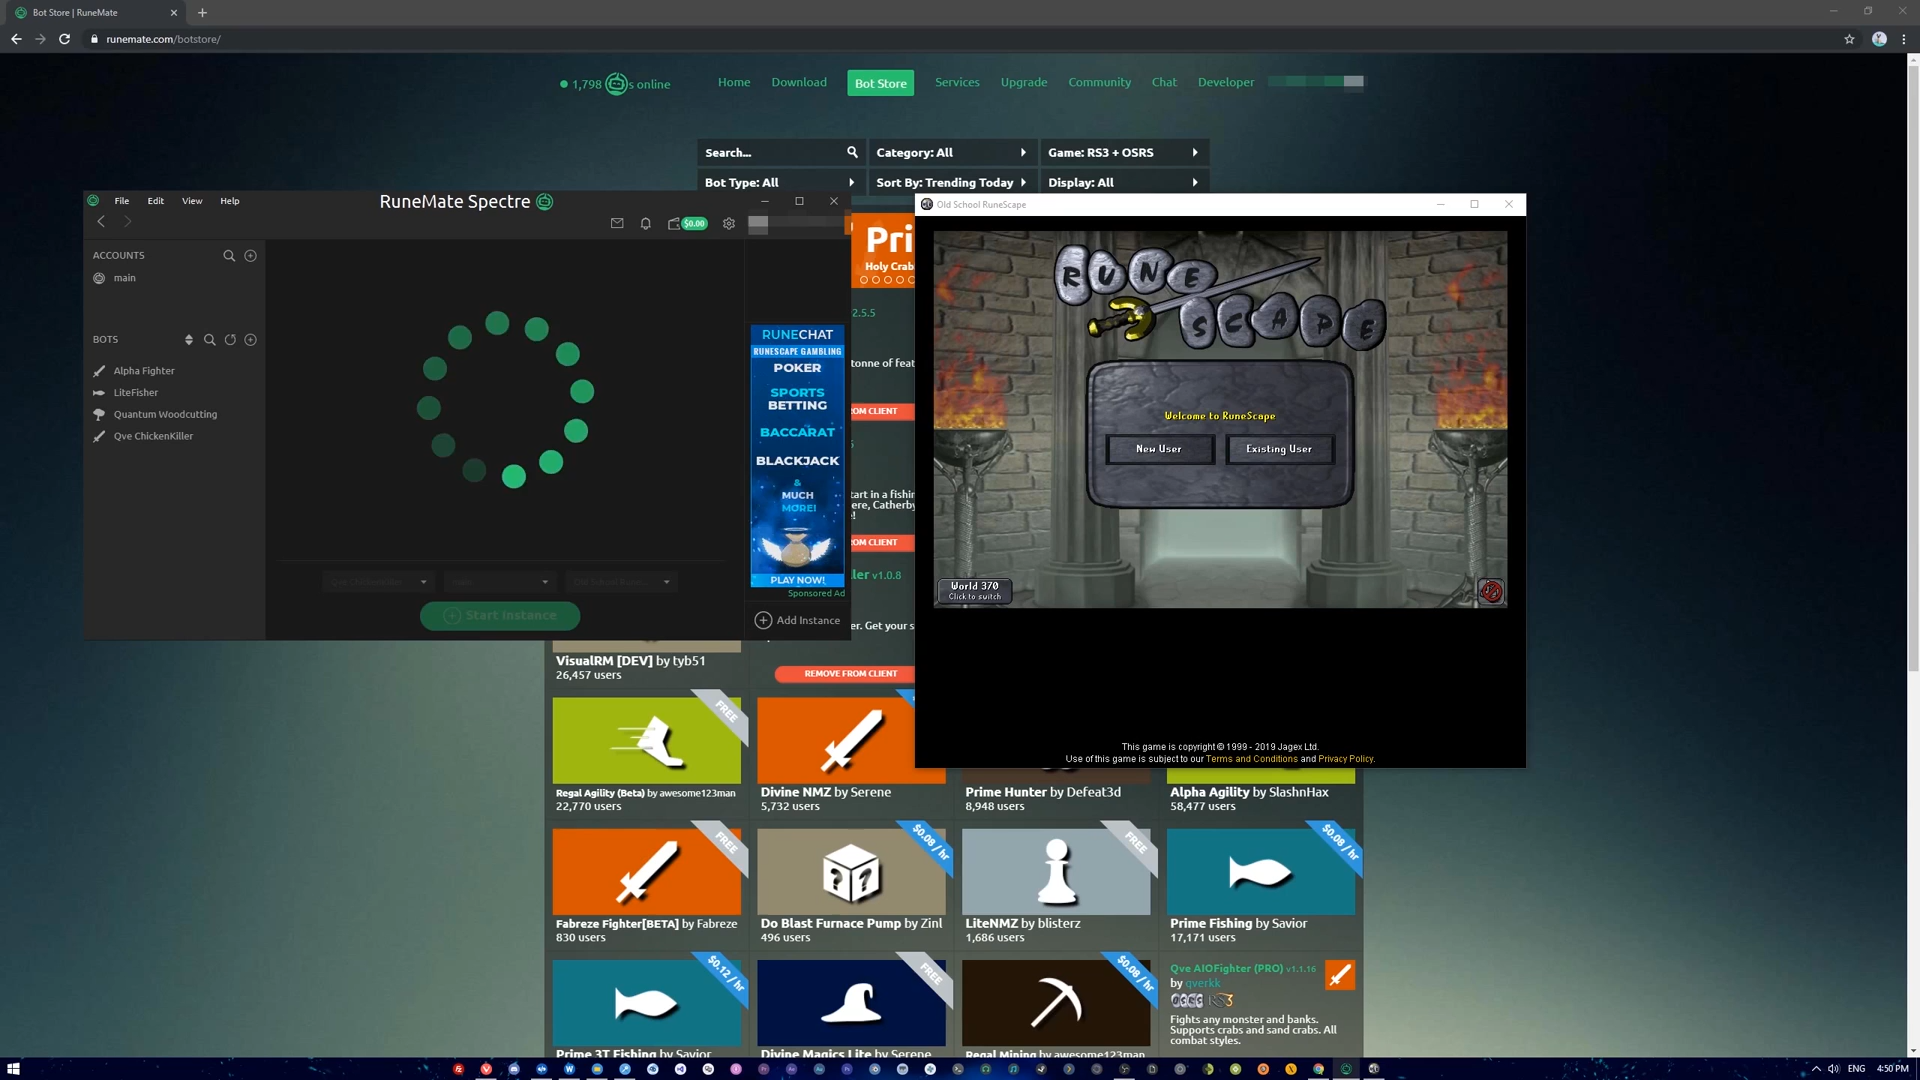 Bot Store | RuneMate
runemate.com/botstore/
1,798 s online
Home Download Bot Store Services Upgrade Community Chat Developer
Search... Category: All Game: RS3 + OSRS
Bot Type: All Sort By: Trending Today Display: All
File Edit View Help
RuneMate Spectre
$0.00
ACCOUNTS
main
BOTS
Alpha Fighter
LiteFisher
Quantum Woodcutting
Qve ChickenKiller
Start Instance
RUNECHAT
RUNESCAPE GAMBLING
POKER
SPORTS
BETTING
BACCARAT
BLACKJACK
&
MUCH
MORE!
PLAY NOW!
Sponsored Ad
Add Instance
Pri
Holy Crab
2.5.5
tonne of feat
OM CLIENT
tart in a fishin
ere, Catherby
OM CLIENT
ller v1.0.8
er. Get your s
REMOVE FROM CLIENT
Old School RuneScape
RUNE
SCAPE
Welcome to RuneScape
New User Existing User
World 370
Click to switch
This game is copyright © 1999 - 2019 Jagex Ltd.
Use of this game is subject to our Terms and Conditions and Privacy Policy.
VisualRM [DEV] by tyb51
26,457 users
FREE
Regal Agility (Beta) by awesome123man
22,770 users
Divine NMZ by Serene
5,732 users
Prime Hunter by Defeat3d
8,948 users
Alpha Agility by SlashnHax
58,477 users
FREE
Fabreze Fighter[BETA] by Fabreze
830 users
$0.08 / hr
Do Blast Furnace Pump by Zinl
496 users
FREE
LiteNMZ by blisterz
1,686 users
$0.08 / hr
Prime Fishing by Savior
17,171 users
$0.12 / hr
Prime 3T Fishing by Savior
FREE
Divine Magics Lite by Serene
$0.08 / hr
Regal Mining by awesome123man
Qve AIOFighter (PRO) v1.1.16
by qverkk
Fights any monster and banks.
Supports crabs and sand crabs. All
combat styles.
ENG 4:50 PM